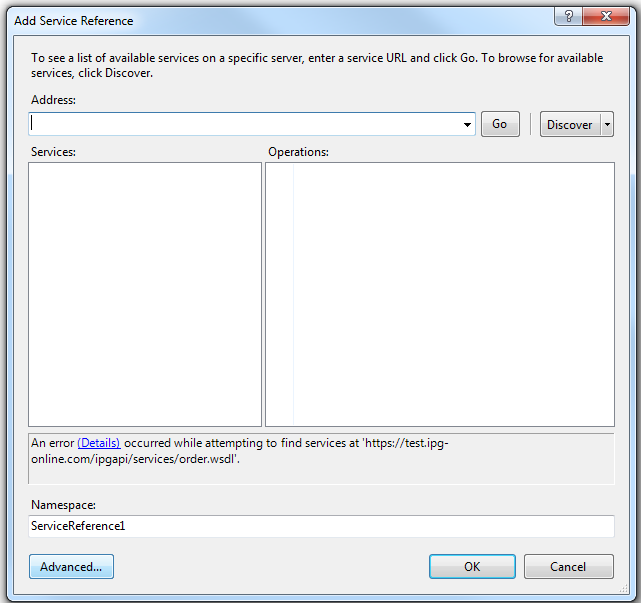 Add Service Reference
?
To see a list of available services on a specific server, enter a service URL and click Go. To browse for available
services, click Discover.
Address:
Go
Discover
Services:
Operations:
An error (Details) occurred while attempting to find services at 'https://test.ipg-
online.com/ipgapi/services/order.wsdl'.
Namespace:
ServiceReference1
Advanced...
OK
Cancel